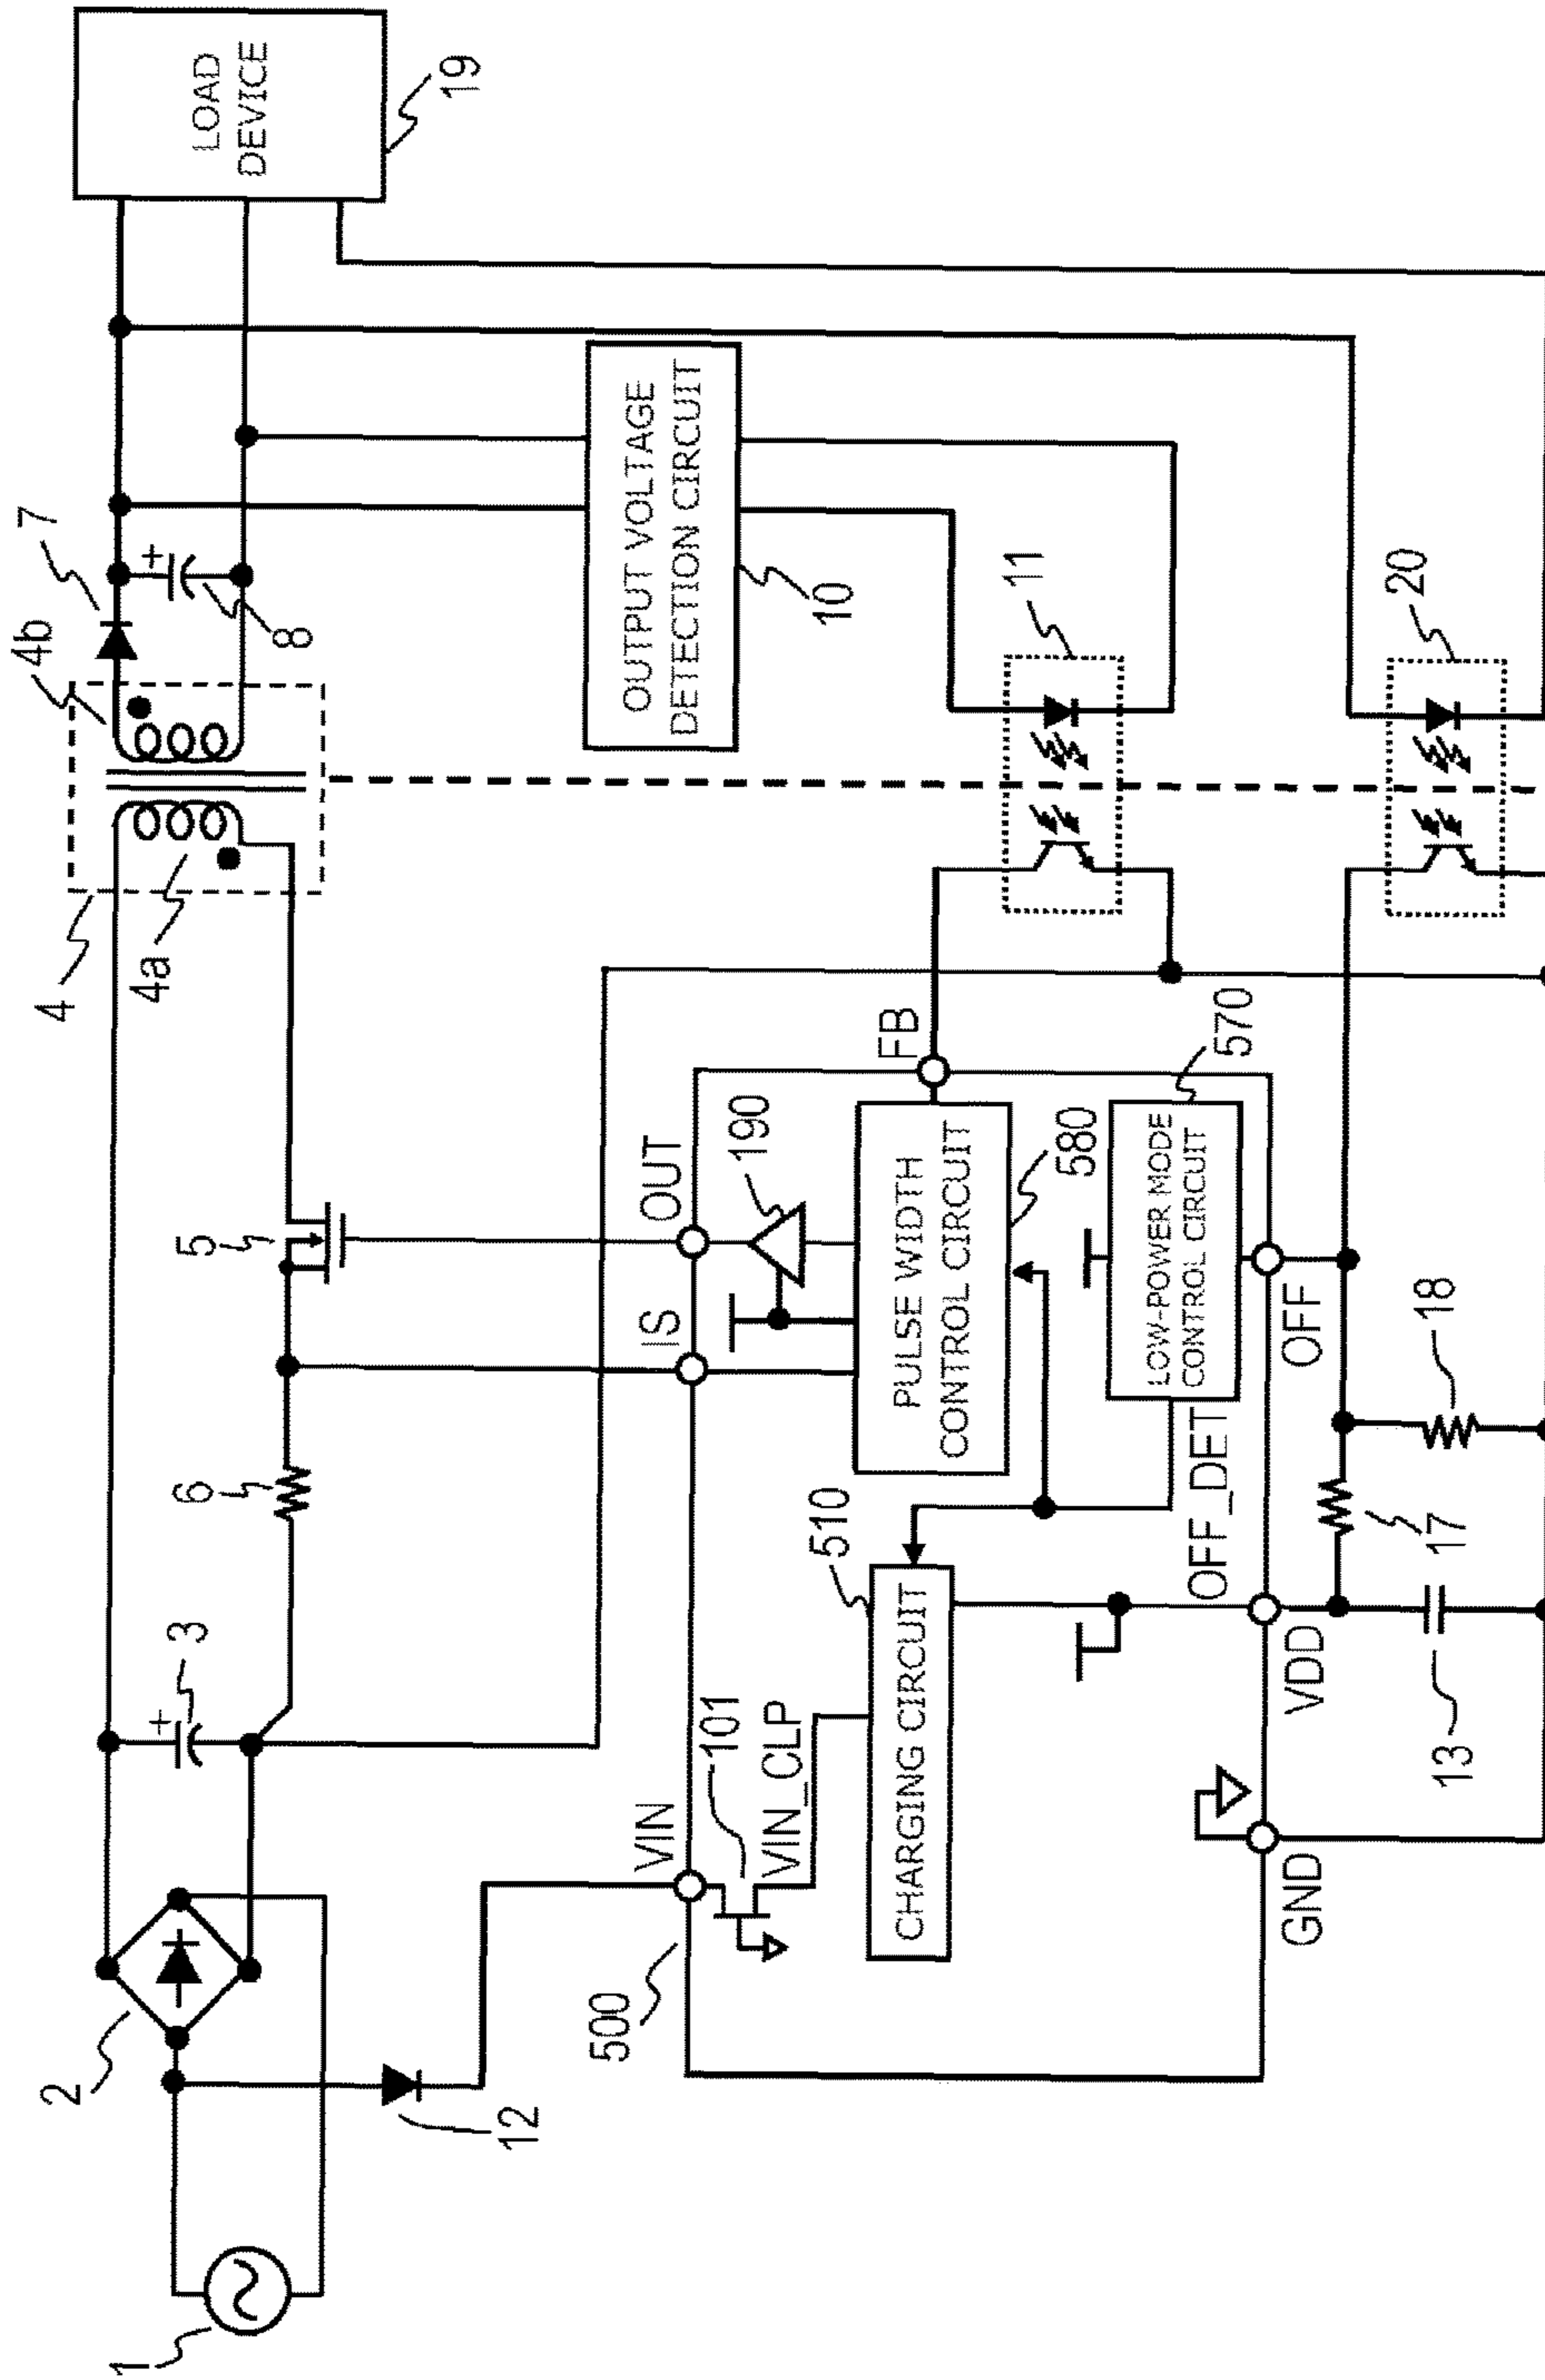 1
2
3
4
4a
4b
5
6
7
8
LOAD
DEVICE
19
12
VIN
IS
OUT
OUTPUT VOLTAGE
DETECTION CIRCUIT
10
500
101
VIN_CLP
190
FB
11
510
CHARGING CIRCUIT
PULSE WIDTH
CONTROL CIRCUIT
580
LOW-POWER MODE
CONTROL CIRCUIT
570
OFF_DET
GND
VDD
OFF
20
13
17
18
+
+